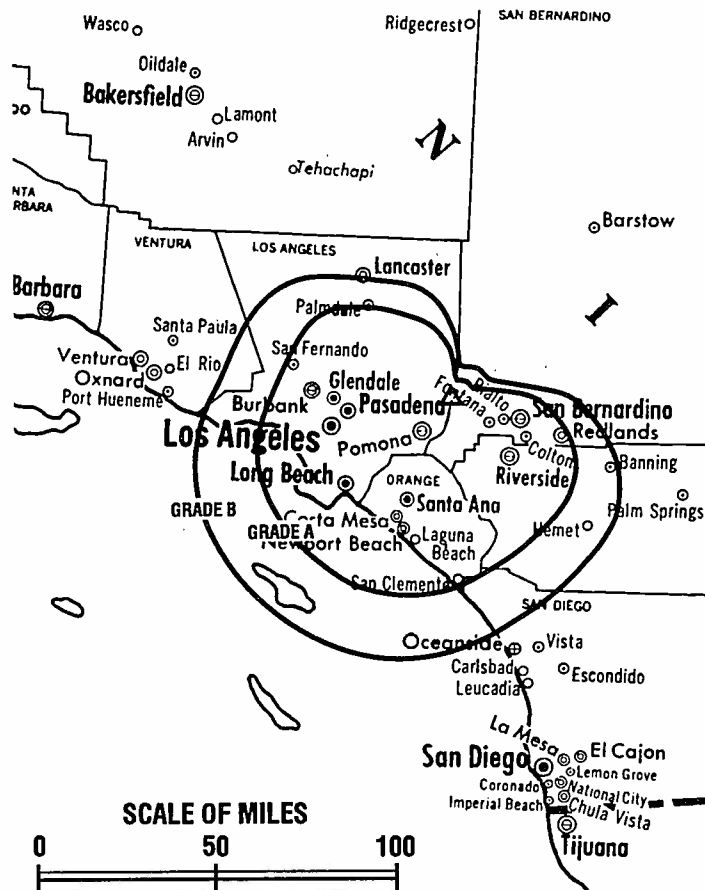 SAN BERNARDINO
Wasco
Ridgecrest
Oildale
Bakersfield
Lamont
Arvin
Tehachapi
N
DO
NTA
RBARA
VENTURA
LOS ANGELES
Barstow
I
Lancaster
Palmdale
Barbara
Santa Paula
Ventura
El Rio
Oxnard
Port Hueneme
San Fernando
Burbank
Glendale
Pasadena
Los Angeles
Pomona
Fontana
Rialto
San Bernardino
Redlands
Colton
Riverside
Banning
Palm Springs
Hemet
Long Beach
ORANGE
Santa Ana
GRADE B
GRADE A
Costa Mesa
Newport Beach
Laguna
Beach
San Clemente
SAN DIEGO
Oceanside
Vista
Carlsbad
Escondido
Leucadia
La Mesa
El Cajon
San Diego
Lemon Grove
Coronado
National City
Imperial Beach
Chula Vista
Tijuana
SCALE OF MILES
0 50 100